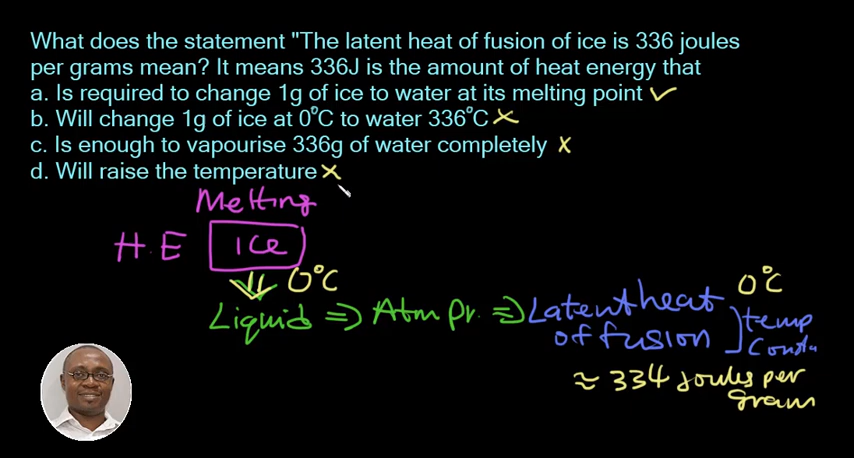 What does the statement "The latent heat of fusion of ice is 336 joules
per grams mean? It means 336J is the amount of heat energy that
a. Is required to change 1g of ice to water at its melting point ✓
b. Will change 1g of ice at 0°C to water 336°C X
c. Is enough to vapourise 336g of water completely X
d. Will raise the temperature X
Melting
H.E ice
0°C
0°C
Liquid => Atm Pr. => Latent heat
of fusion
temp
Consta
≈ 334 Joules per
gram